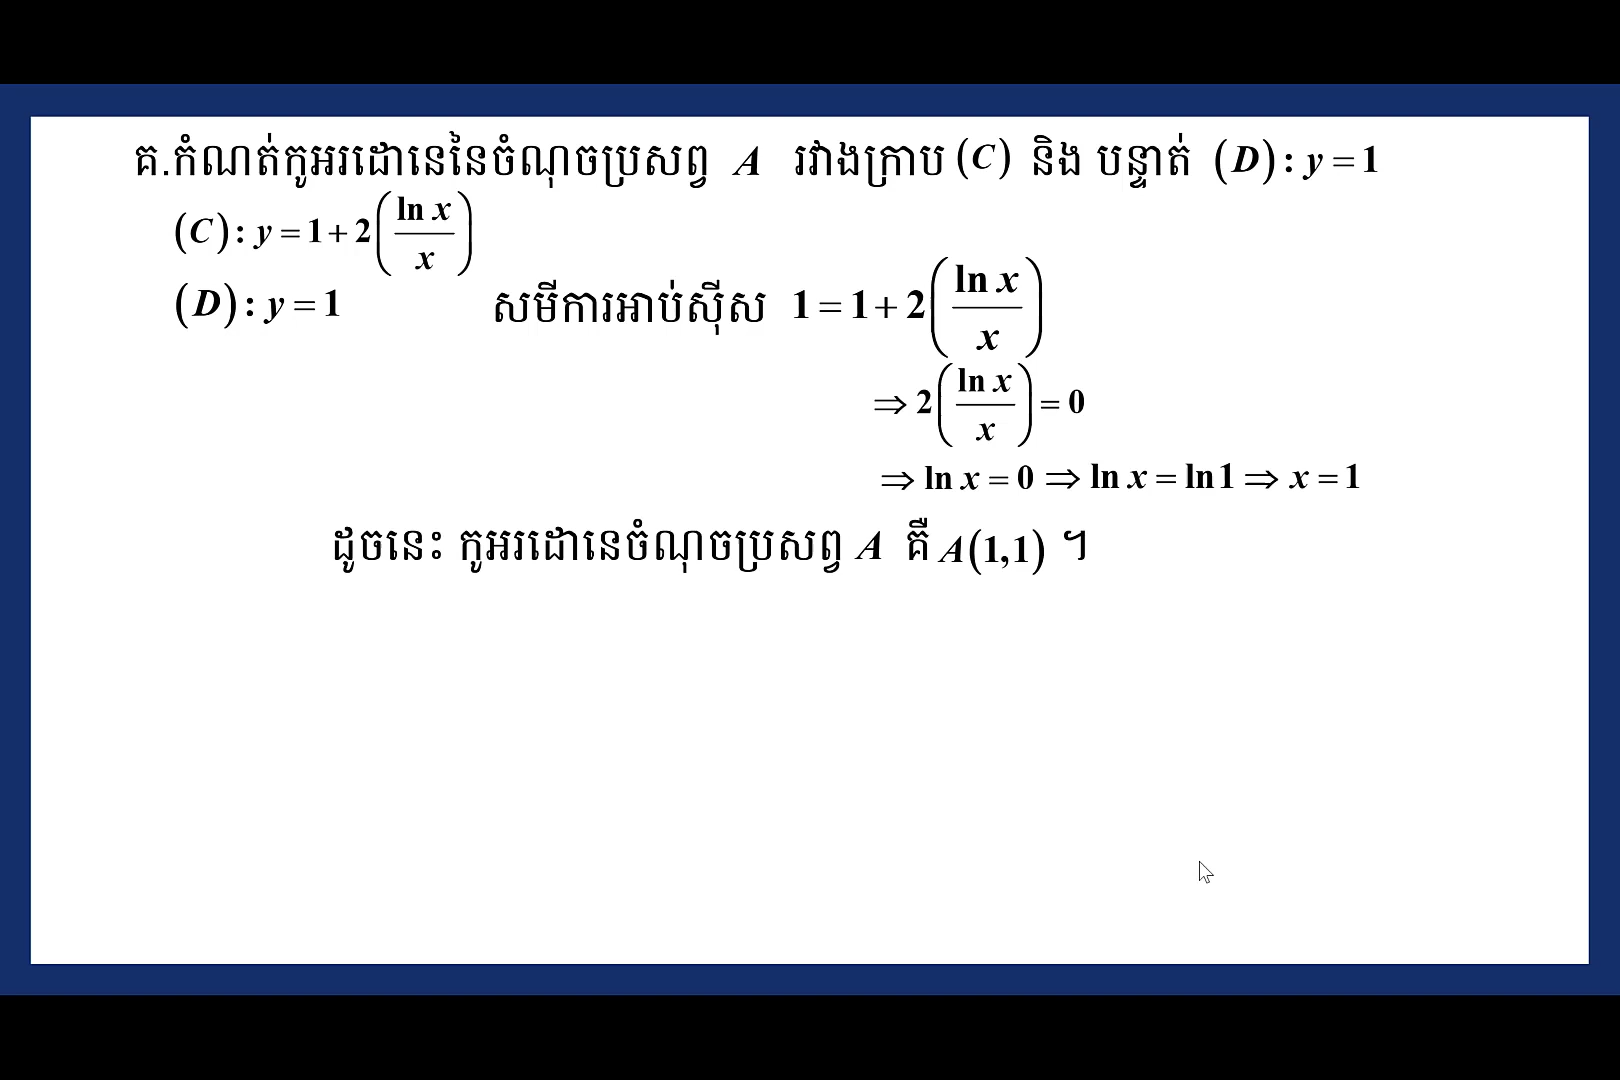 គ.កំណត់កូអរដោនេនៃចំណុចប្រសព្វ A រវាងក្រាប (C) និង បន្ទាត់ (D): y = 1
(C): y = 1 + 2(ln x / x)
(D): y = 1 សមីការអាប់ស៊ីស 1 = 1 + 2(ln x / x)
⇒ 2(ln x / x) = 0
⇒ ln x = 0 ⇒ ln x = ln 1 ⇒ x = 1
ដូចនេះ កូអរដោនេចំណុចប្រសព្វ A គឺ A(1,1) ។